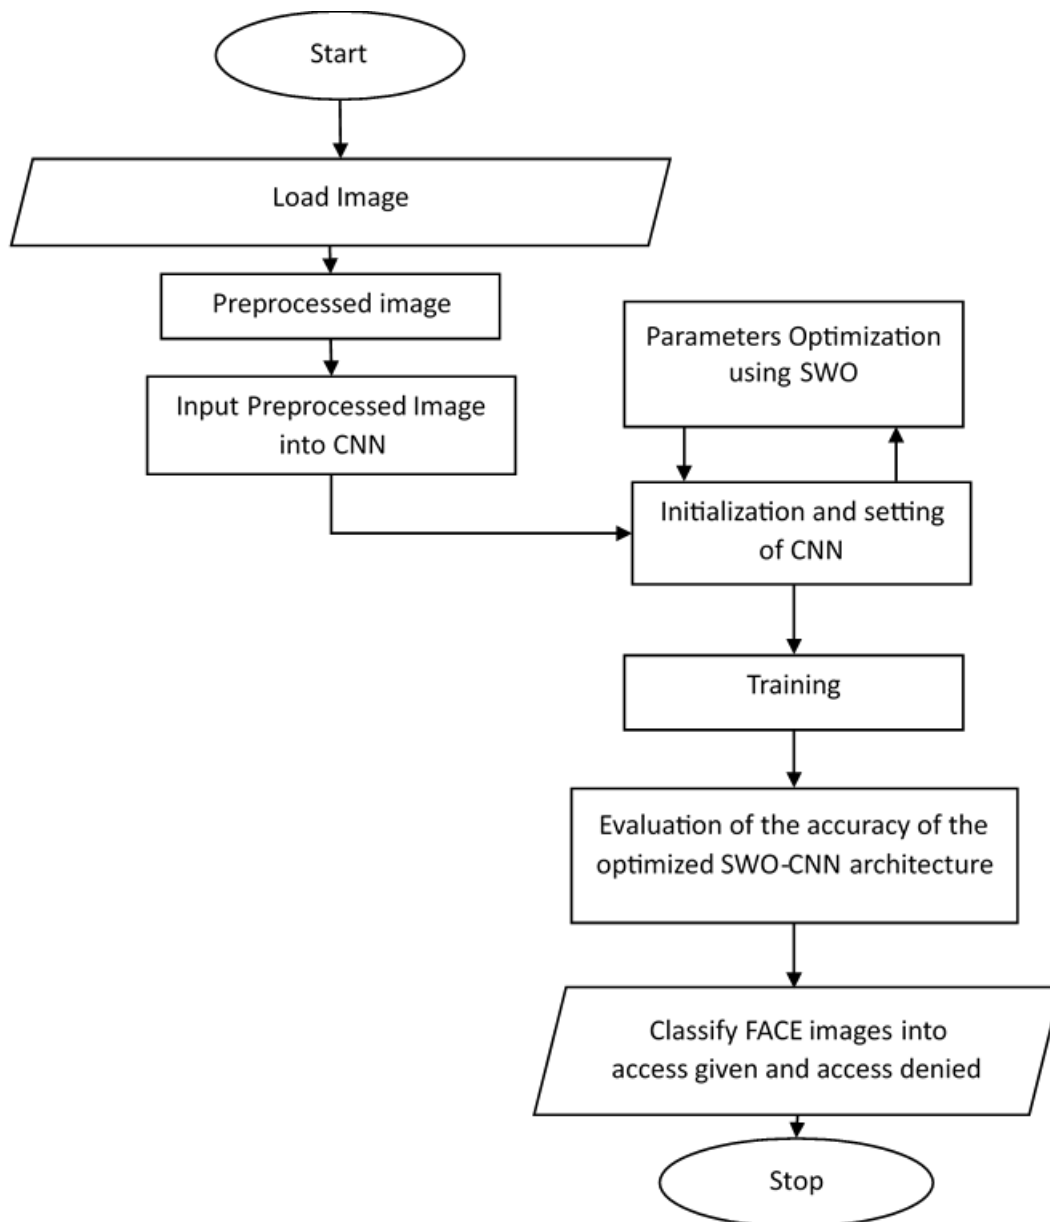 Start
Load Image
Preprocessed image
Input Preprocessed Image
into CNN
Parameters Optimization
using SWO
Initialization and setting
of CNN
Training
Evaluation of the accuracy of the
optimized SWO-CNN architecture
Classify FACE images into
access given and access denied
Stop